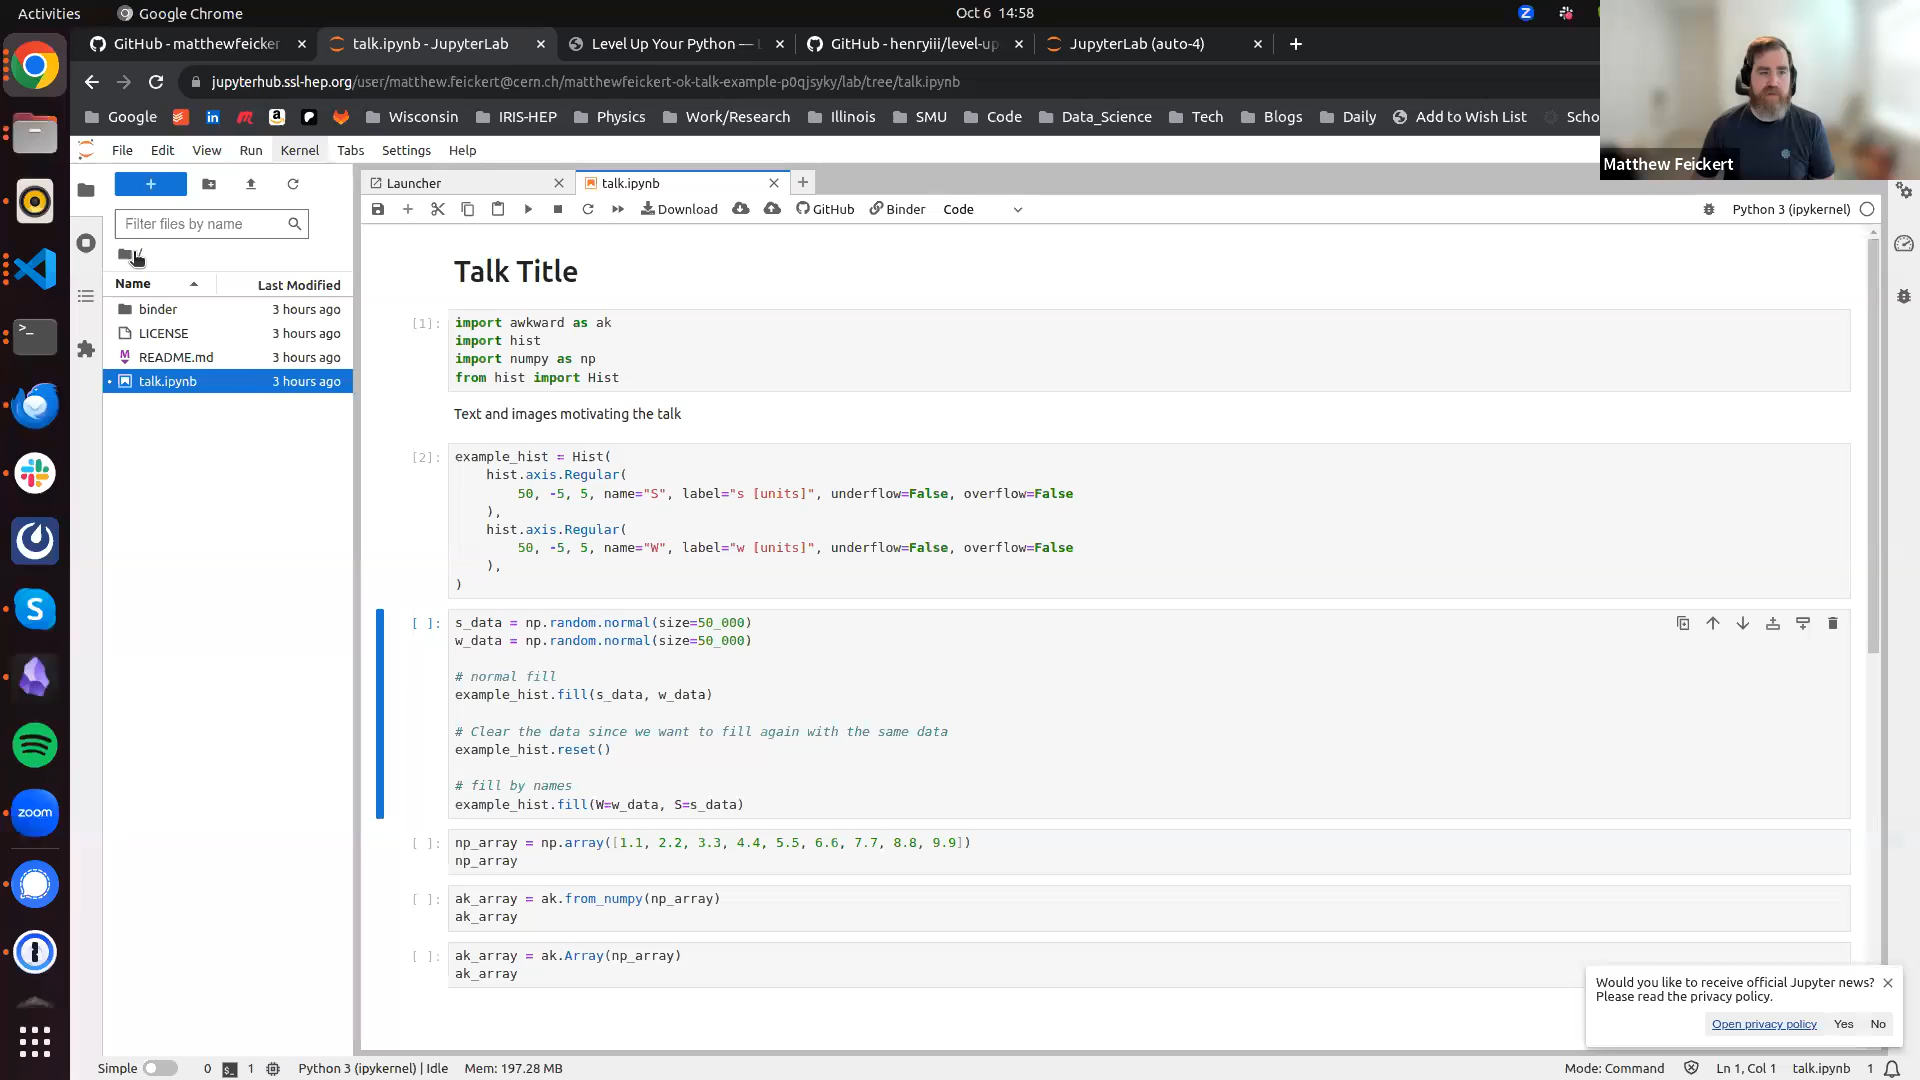 Activities
Google Chrome
Oct 6 14:58
GitHub - matthewfeicker
talk.ipynb - JupyterLab
Level Up Your Python —
GitHub - henryiii/level-up
JupyterLab (auto-4)
jupyterhub.ssl-hep.org/user/matthew.feickert@cern.ch/matthewfeickert-ok-talk-example-p0qjsyky/lab/tree/talk.ipynb
Google
Wisconsin
IRIS-HEP
Physics
Work/Research
Illinois
SMU
Code
Data_Science
Tech
Blogs
Daily
Add to Wish List
Scho
Matthew Feickert
File Edit View Run Kernel Tabs Settings Help
Launcher
talk.ipynb
Download
GitHub
Binder
Code
Python 3 (ipykernel)
Filter files by name
/
Name
Last Modified
binder 3 hours ago
LICENSE 3 hours ago
README.md 3 hours ago
talk.ipynb 3 hours ago
Talk Title
[1]: import awkward as ak
import hist
import numpy as np
from hist import Hist
Text and images motivating the talk
[2]: example_hist = Hist(
hist.axis.Regular(
50, -5, 5, name="S", label="s [units]", underflow=False, overflow=False
),
hist.axis.Regular(
50, -5, 5, name="W", label="w [units]", underflow=False, overflow=False
),
)
[ ]: s_data = np.random.normal(size=50_000)
w_data = np.random.normal(size=50_000)
# normal fill
example_hist.fill(s_data, w_data)
# Clear the data since we want to fill again with the same data
example_hist.reset()
# fill by names
example_hist.fill(W=w_data, S=s_data)
[ ]: np_array = np.array([1.1, 2.2, 3.3, 4.4, 5.5, 6.6, 7.7, 8.8, 9.9])
np_array
[ ]: ak_array = ak.from_numpy(np_array)
ak_array
[ ]: ak_array = ak.Array(np_array)
ak_array
zoom
Would you like to receive official Jupyter news?
Please read the privacy policy.
Open privacy policy Yes No
Simple 0 1 Python 3 (ipykernel) | Idle Mem: 197.28 MB
Mode: Command Ln 1, Col 1 talk.ipynb 1